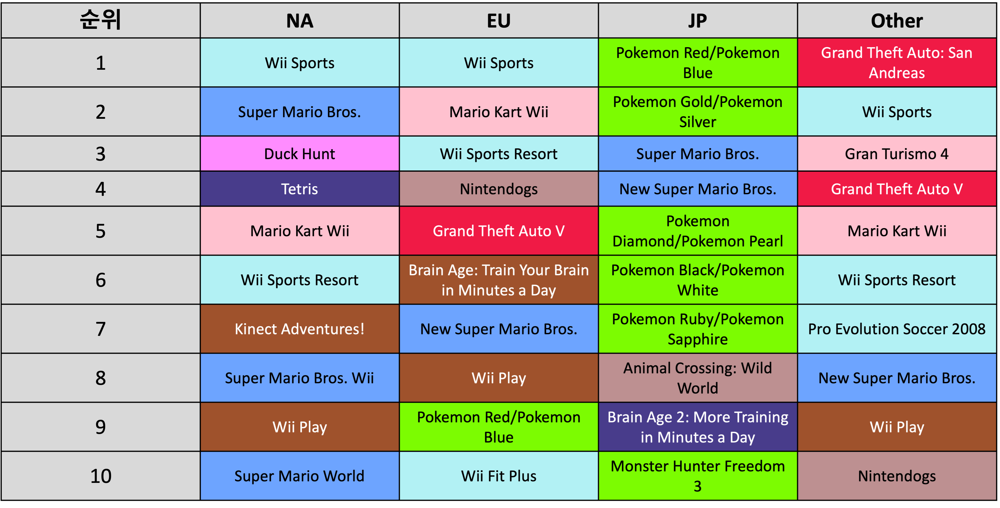 순위 NA EU JP Other
1 Wii Sports Wii Sports Pokemon Red/Pokemon Blue Grand Theft Auto: San Andreas
2 Super Mario Bros. Mario Kart Wii Pokemon Gold/Pokemon Silver Wii Sports
3 Duck Hunt Wii Sports Resort Super Mario Bros. Gran Turismo 4
4 Tetris Nintendogs New Super Mario Bros. Grand Theft Auto V
5 Mario Kart Wii Grand Theft Auto V Pokemon Diamond/Pokemon Pearl Mario Kart Wii
6 Wii Sports Resort Brain Age: Train Your Brain in Minutes a Day Pokemon Black/Pokemon White Wii Sports Resort
7 Kinect Adventures! New Super Mario Bros. Pokemon Ruby/Pokemon Sapphire Pro Evolution Soccer 2008
8 Super Mario Bros. Wii Wii Play Animal Crossing: Wild World New Super Mario Bros.
9 Wii Play Pokemon Red/Pokemon Blue Brain Age 2: More Training in Minutes a Day Wii Play
10 Super Mario World Wii Fit Plus Monster Hunter Freedom 3 Nintendogs